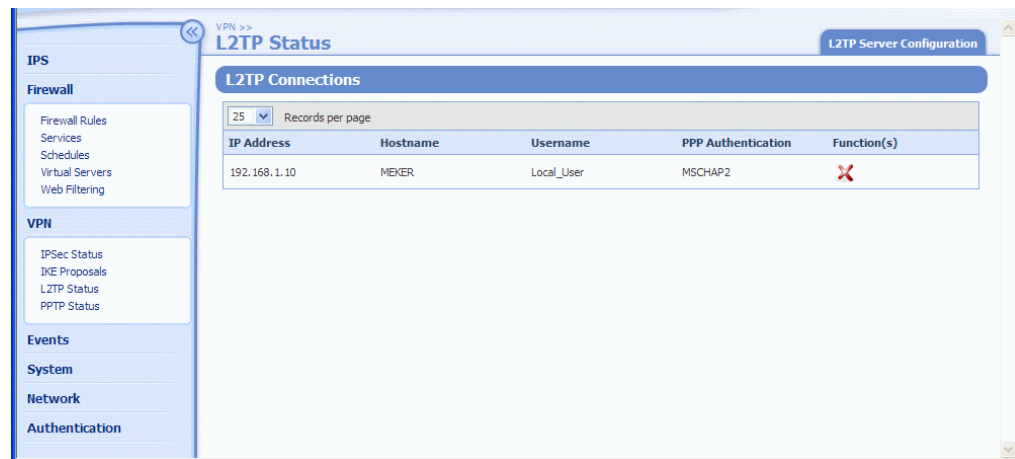 IPS
Firewall
Firewall Rules
Services
Schedules
Virtual Servers
Web Filtering
VPN
IPSec Status
IKE Proposals
L2TP Status
PPTP Status
Events
System
Network
Authentication
VPN >>
L2TP Status
L2TP Server Configuration
L2TP Connections
25 Records per page
IP Address Hostname Username PPP Authentication Function(s)
192.168.1.10 MEKER Local_User MSCHAP2